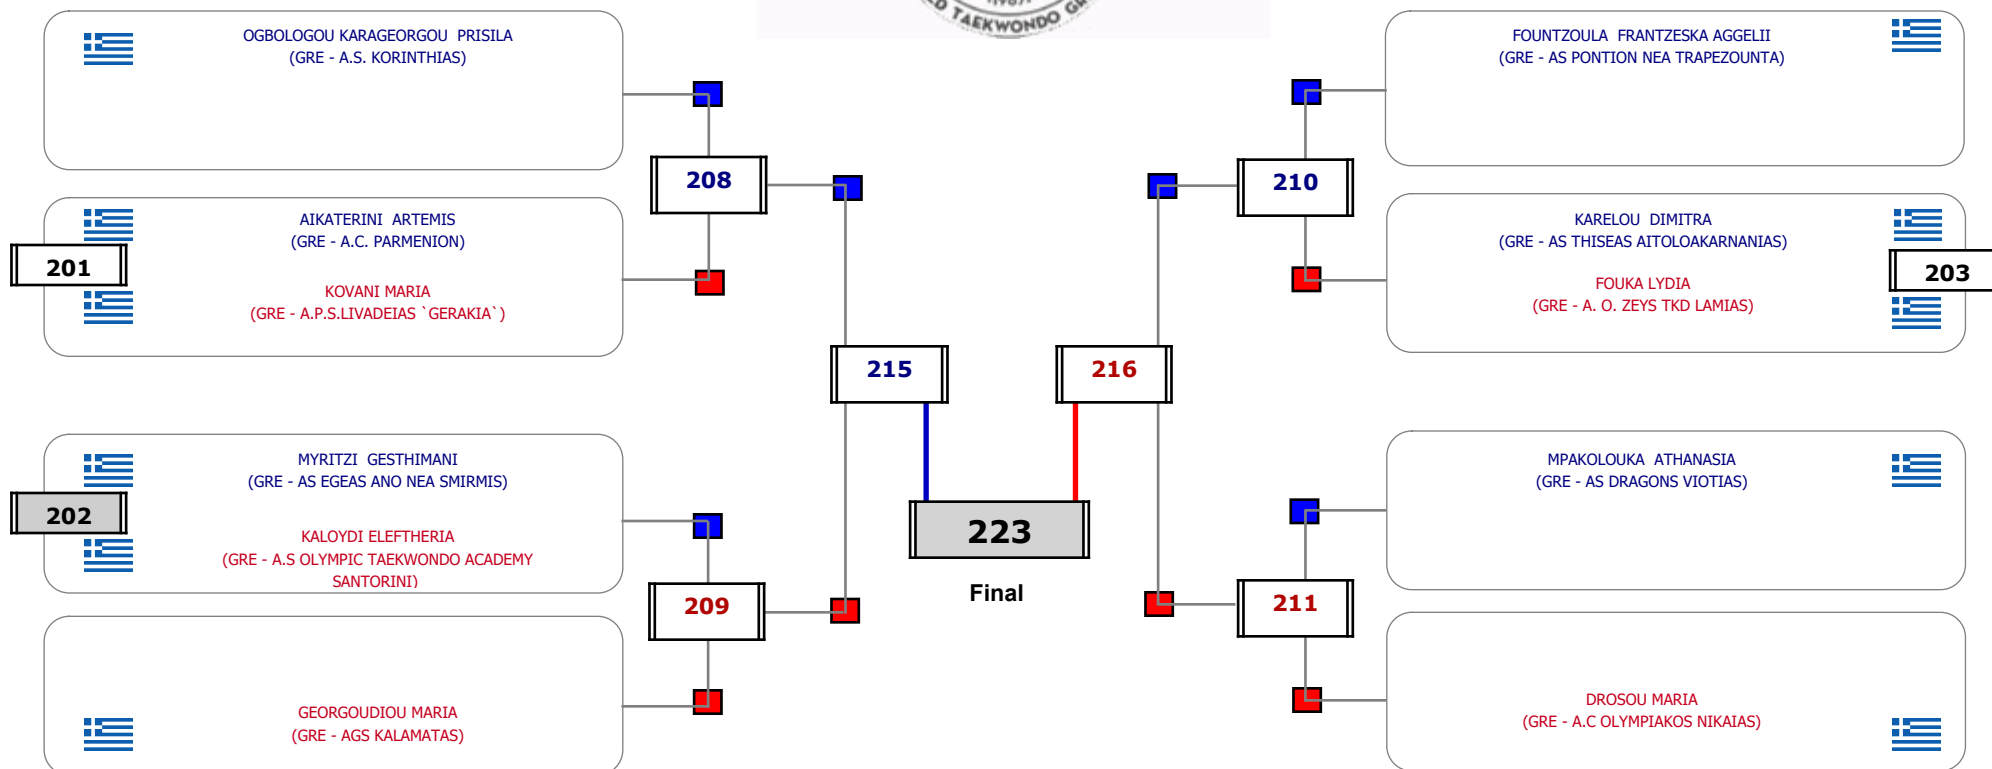 TAEKWONDO
OGBOLOGOU KARAGEORGOU PRISILA
(GRE - A.S. KORINTHIAS)
208
AIKATERINI ARTEMIS
(GRE - A.C. PARMENION)
201
KOVANI MARIA
(GRE - A.P.S.LIVADEIAS `GERAKIA`)
215
MYRITZI GESTHIMANI
(GRE - AS EGEAS ANO NEA SMIRMIS)
202
KALOYDI ELEFTHERIA
(GRE - A.S OLYMPIC TAEKWONDO ACADEMY
SANTORINI)
209
GEORGOUDIOU MARIA
(GRE - AGS KALAMATAS)
223
Final
FOUNTZOULA FRANTZESKA AGGELII
(GRE - AS PONTION NEA TRAPEZOUNTA)
210
KARELOU DIMITRA
(GRE - AS THISEAS AITOLOAKARNANIAS)
203
FOUKA LYDIA
(GRE - A. O. ZEYS TKD LAMIAS)
216
MPAKOLOUKA ATHANASIA
(GRE - AS DRAGONS VIOTIAS)
211
DROSOU MARIA
(GRE - A.C OLYMPIAKOS NIKAIAS)